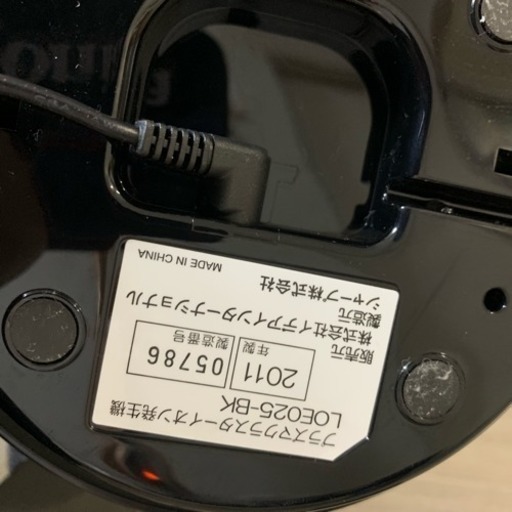 プラズマクラスターイオン発生機
LOE025-BK
2011 年製
05786 製造番号
販売元
株式会社イデアインターナショナル
製造元
シャープ株式会社
MADE IN CHINA